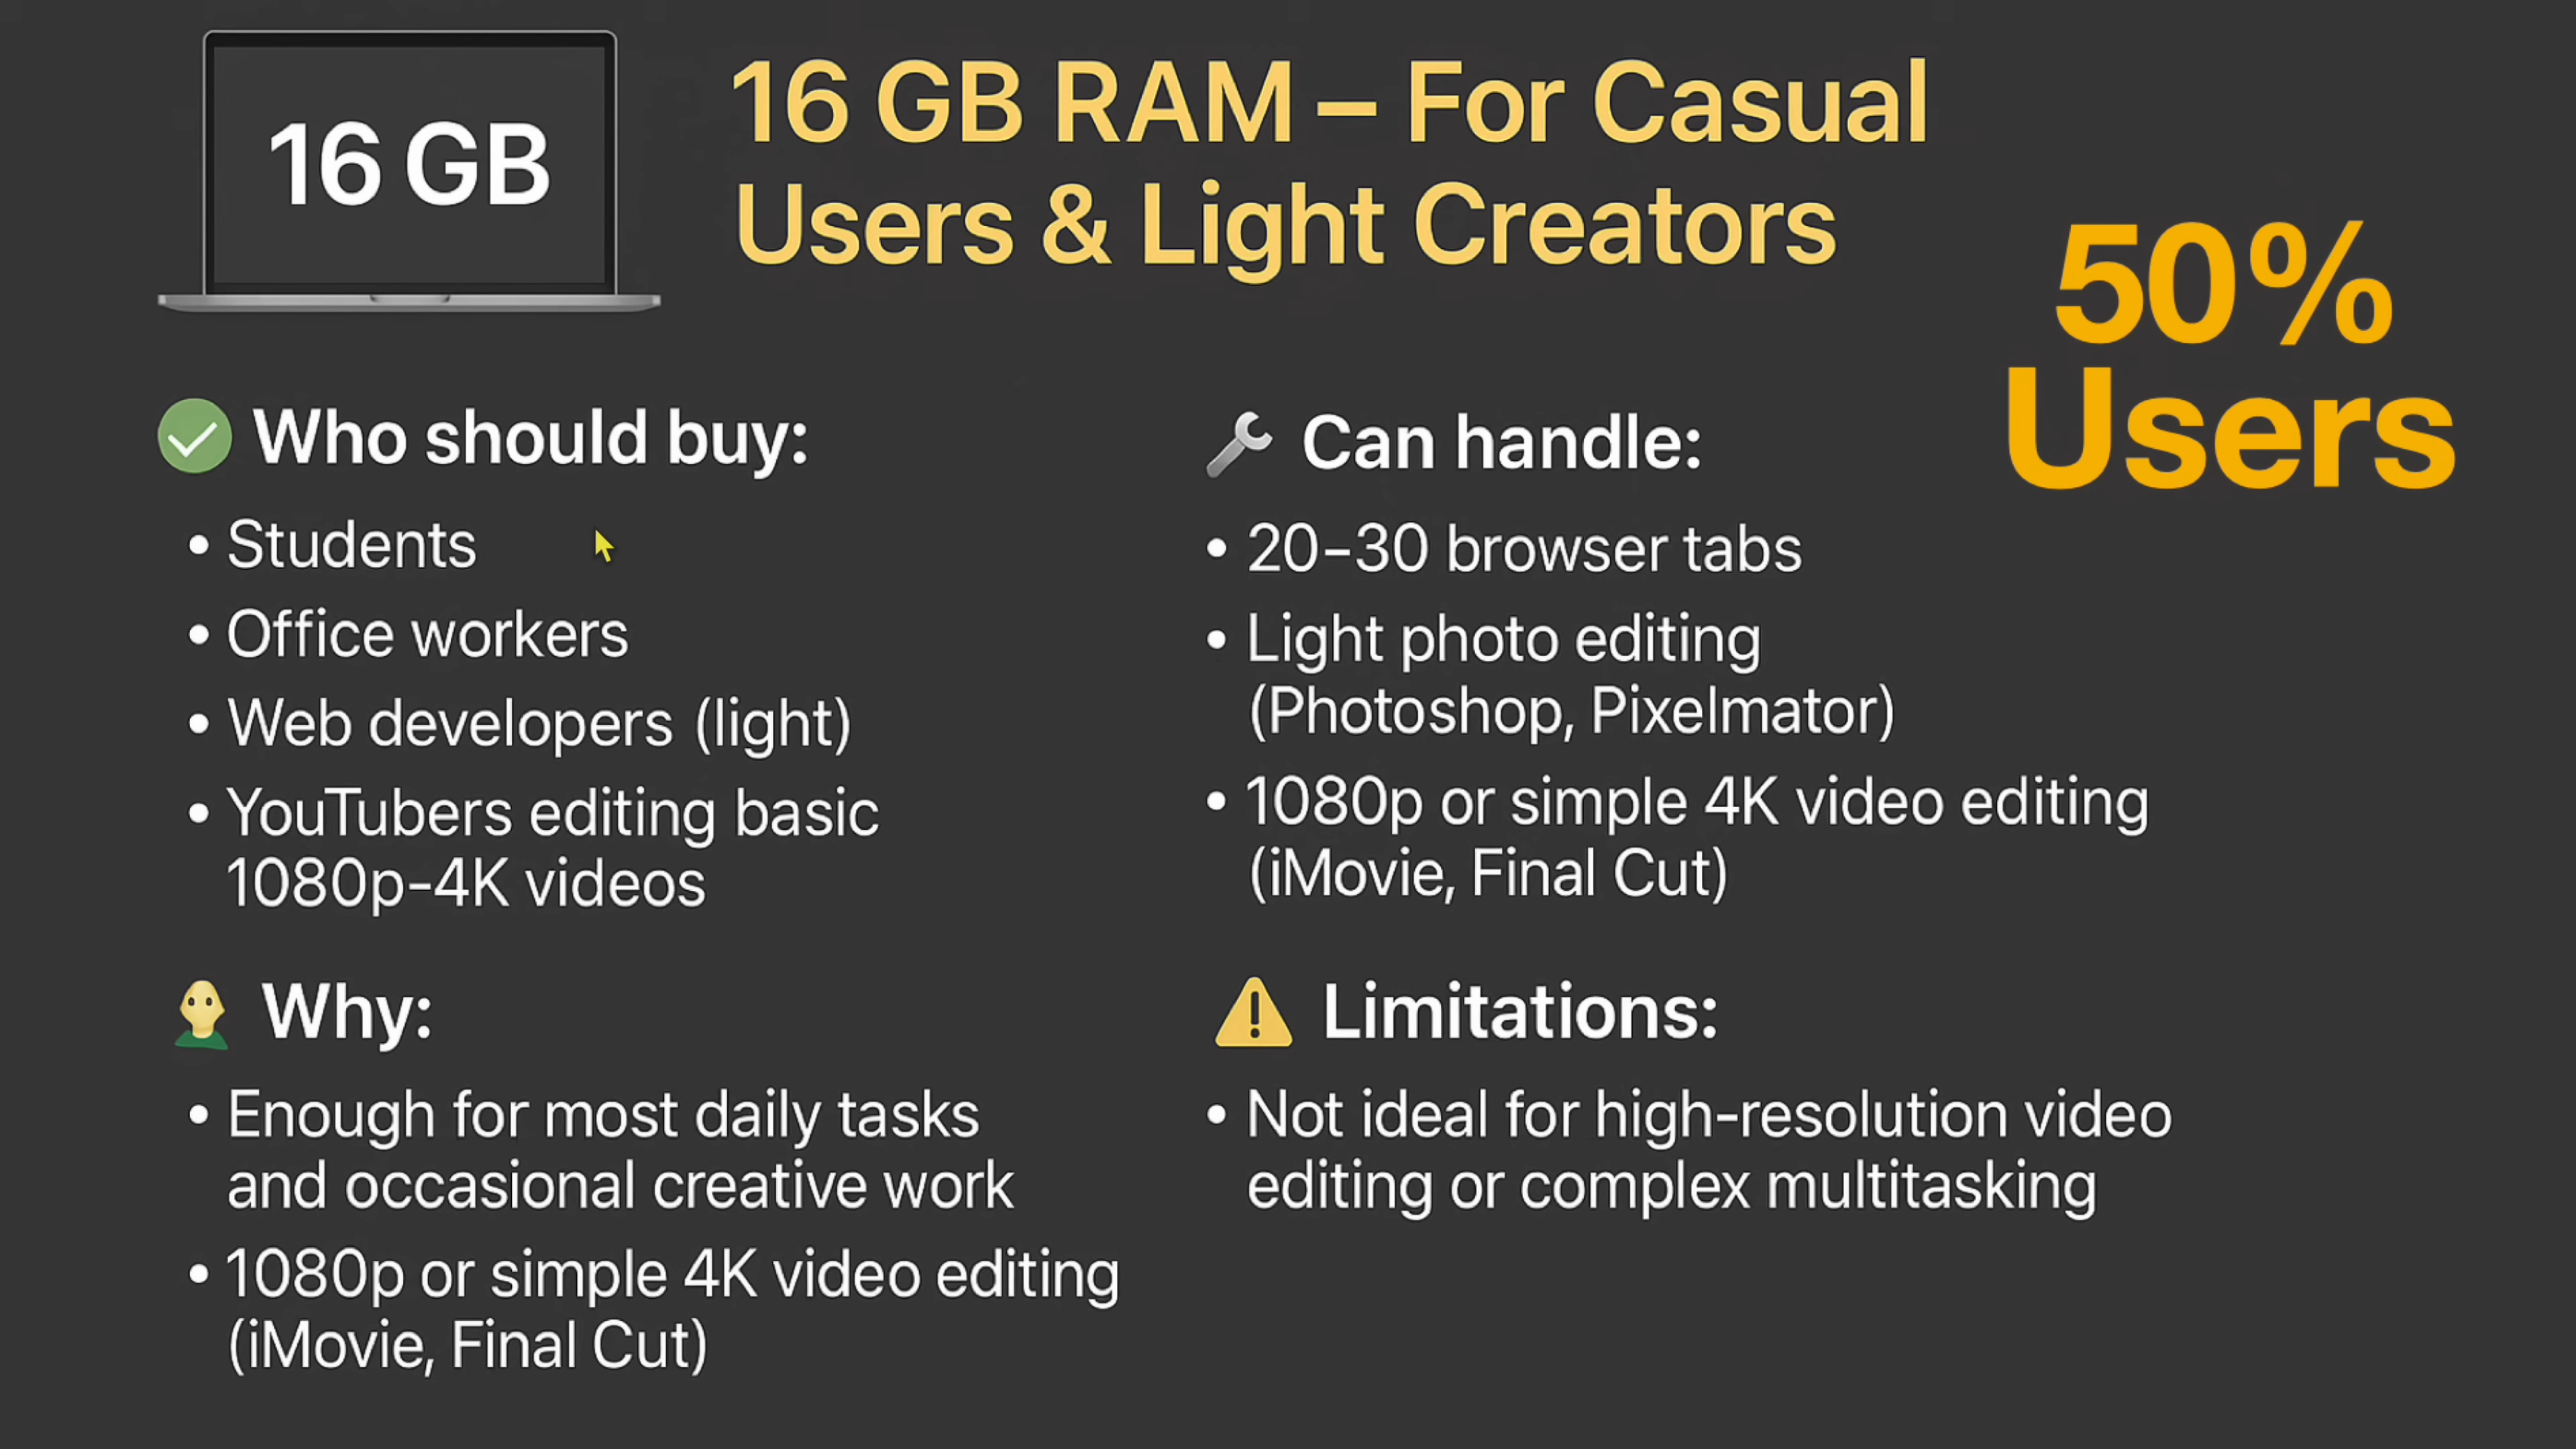 16 GB
16 GB RAM – For Casual
Users & Light Creators
50%
Users
Who should buy:
• Students
• Office workers
• Web developers (light)
• YouTubers editing basic
1080p-4K videos
Can handle:
• 20–30 browser tabs
• Light photo editing
(Photoshop, Pixelmator)
• 1080p or simple 4K video editing
(iMovie, Final Cut)
Why:
• Enough for most daily tasks
and occasional creative work
• 1080p or simple 4K video editing
(iMovie, Final Cut)
Limitations:
• Not ideal for high-resolution video
editing or complex multitasking